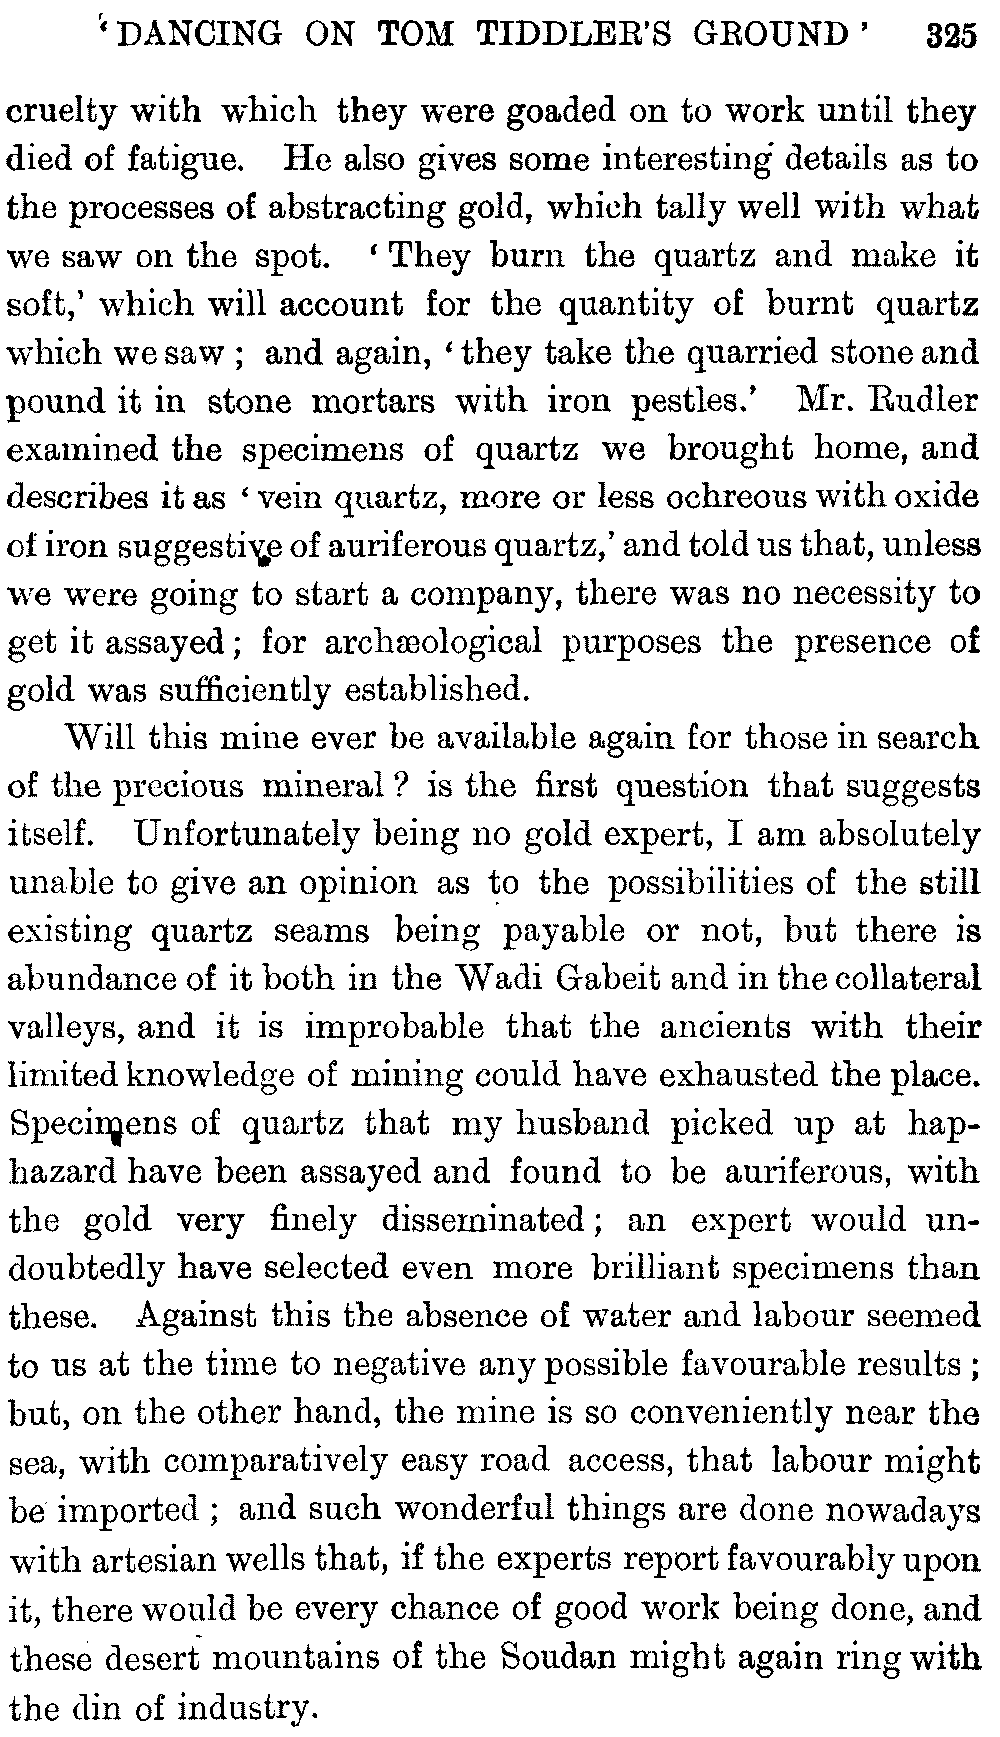 ‘DANCING ON TOM TIDDLER’S GROUND’ 325
cruelty with which they were goaded on to work until they
died of fatigue. He also gives some interesting details as to
the processes of abstracting gold, which tally well with what
we saw on the spot. ‘They burn the quartz and make it
soft,’ which will account for the quantity of burnt quartz
which we saw; and again, ‘they take the quarried stone and
pound it in stone mortars with iron pestles.’ Mr. Rudler
examined the specimens of quartz we brought home, and
describes it as ‘vein quartz, more or less ochreous with oxide
of iron suggestive of auriferous quartz,’ and told us that, unless
we were going to start a company, there was no necessity to
get it assayed; for archæological purposes the presence of
gold was sufficiently established.
Will this mine ever be available again for those in search
of the precious mineral? is the first question that suggests
itself. Unfortunately being no gold expert, I am absolutely
unable to give an opinion as to the possibilities of the still
existing quartz seams being payable or not, but there is
abundance of it both in the Wadi Gabeit and in the collateral
valleys, and it is improbable that the ancients with their
limited knowledge of mining could have exhausted the place.
Specimens of quartz that my husband picked up at hap-
hazard have been assayed and found to be auriferous, with
the gold very finely disseminated; an expert would un-
doubtedly have selected even more brilliant specimens than
these. Against this the absence of water and labour seemed
to us at the time to negative any possible favourable results;
but, on the other hand, the mine is so conveniently near the
sea, with comparatively easy road access, that labour might
be imported; and such wonderful things are done nowadays
with artesian wells that, if the experts report favourably upon
it, there would be every chance of good work being done, and
these desert mountains of the Soudan might again ring with
the din of industry.